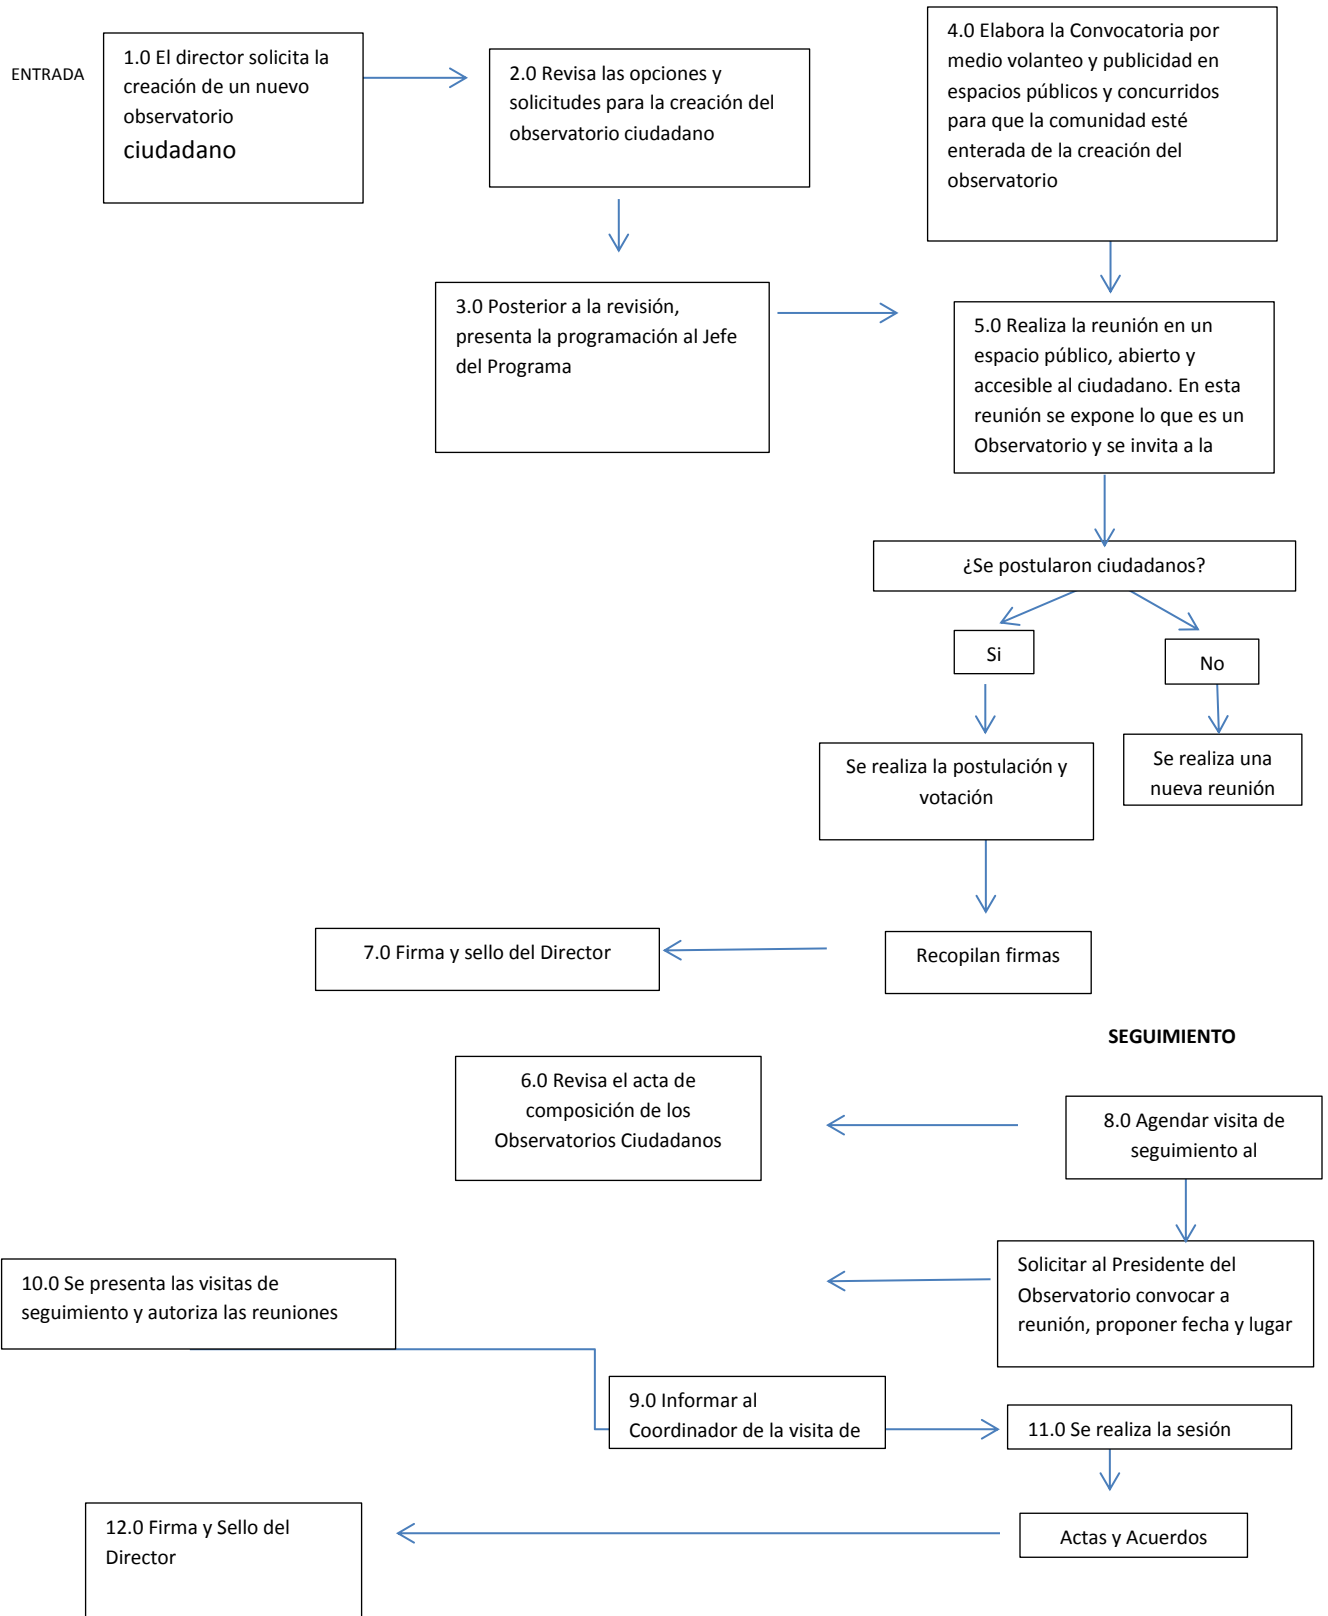 ENTRADA
1.0 El director solicita la
creación de un nuevo
observatorio
ciudadano
2.0 Revisa las opciones y
solicitudes para la creación del
observatorio ciudadano
4.0 Elabora la Convocatoria por
medio volanteo y publicidad en
espacios públicos y concurridos
para que la comunidad esté
enterada de la creación del
observatorio
3.0 Posterior a la revisión,
presenta la programación al Jefe
del Programa
5.0 Realiza la reunión en un
espacio público, abierto y
accesible al ciudadano. En esta
reunión se expone lo que es un
Observatorio y se invita a la
¿Se postularon ciudadanos?
Si
No
Se realiza la postulación y
votación
Se realiza una
nueva reunión
7.0 Firma y sello del Director
Recopilan firmas
SEGUIMIENTO
6.0 Revisa el acta de
composición de los
Observatorios Ciudadanos
8.0 Agendar visita de
seguimiento al
10.0 Se presenta las visitas de
seguimiento y autoriza las reuniones
Solicitar al Presidente del
Observatorio convocar a
reunión, proponer fecha y lugar
9.0 Informar al
Coordinador de la visita de
11.0 Se realiza la sesión
12.0 Firma y Sello del
Director
Actas y Acuerdos